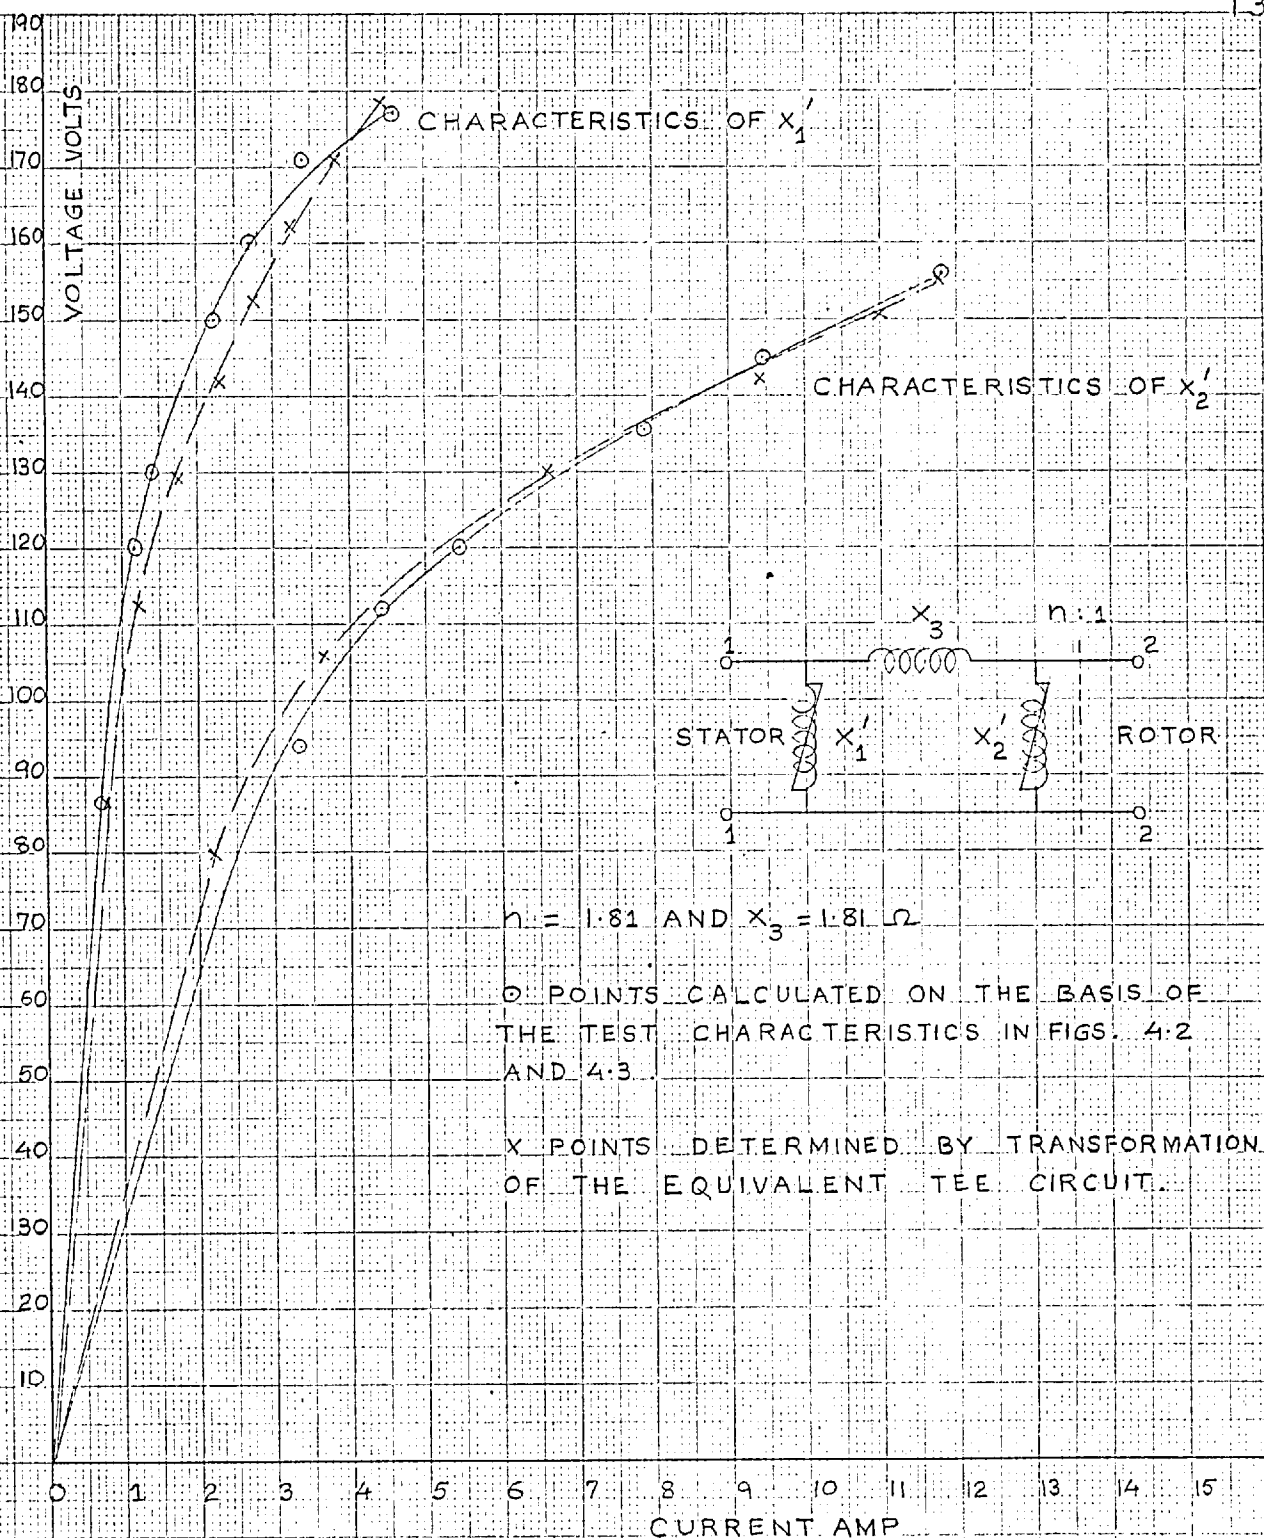 13
190
180
170
160
150
140
130
120
110
100
90
80
70
60
50
40
30
20
10
VOLTAGE VOLTS
CHARACTERISTICS OF X₁'
CHARACTERISTICS OF X₂'
X₃ n:1
1 2
STATOR X₁' X₂' ROTOR
1 2
n = 1·81 AND X₃ = 1·81 Ω
⊙ POINTS CALCULATED ON THE BASIS OF
THE TEST CHARACTERISTICS IN FIGS. 4·2
AND 4·3.
X POINTS DETERMINED BY TRANSFORMATION
OF THE EQUIVALENT TEE CIRCUIT.
0 1 2 3 4 5 6 7 8 9 10 11 12 13 14 15
CURRENT AMP